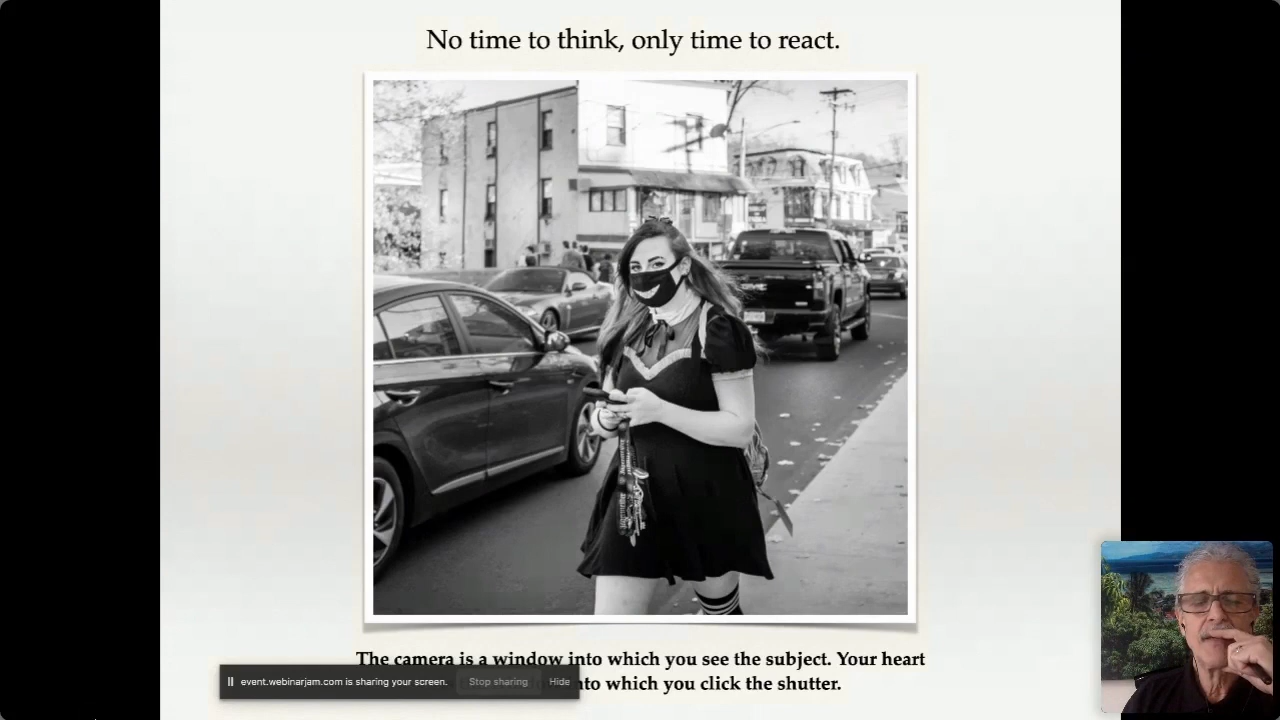 No time to think, only time to react.
The camera is a window into which you see the subject. Your heart
into which you click the shutter.
event.webinarjam.com is sharing your screen.
Stop sharing
Hide